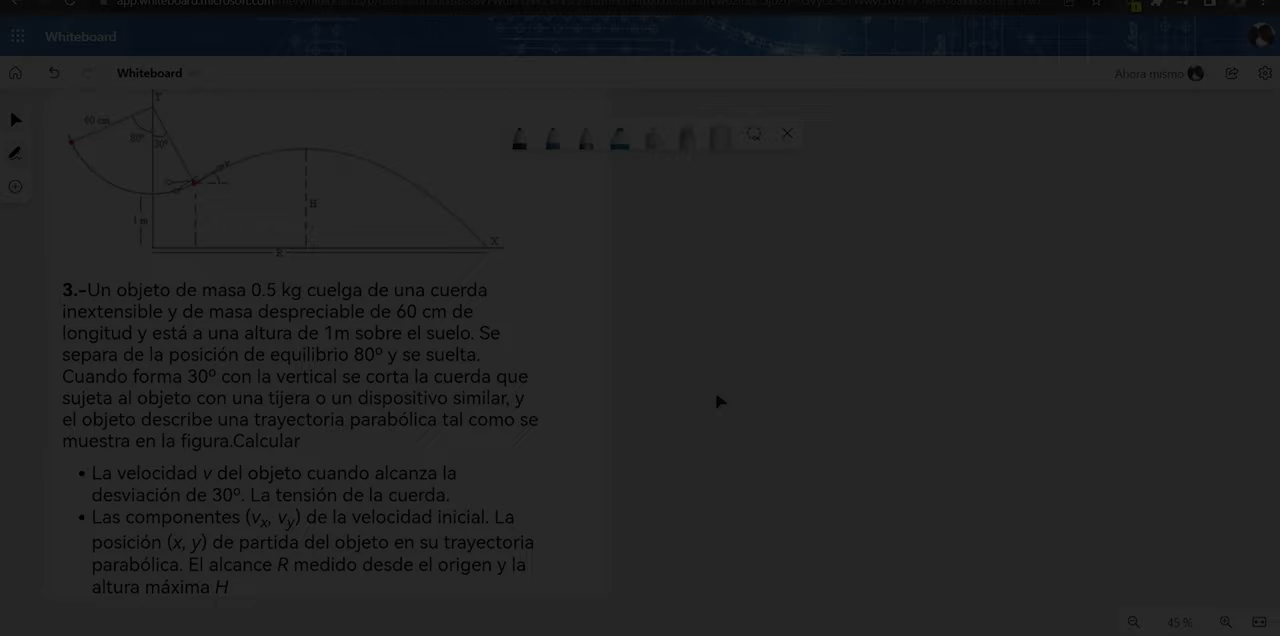 Whiteboard
Whiteboard
Ahora mismo
Y
60 cm
80º
30º
v
H
1 m
X
R
3.-Un objeto de masa 0.5 kg cuelga de una cuerda
inextensible y de masa despreciable de 60 cm de
longitud y está a una altura de 1m sobre el suelo. Se
separa de la posición de equilibrio 80º y se suelta.
Cuando forma 30º con la vertical se corta la cuerda que
sujeta al objeto con una tijera o un dispositivo similar, y
el objeto describe una trayectoria parabólica tal como se
muestra en la figura.Calcular
• La velocidad v del objeto cuando alcanza la
desviación de 30º. La tensión de la cuerda.
• Las componentes (vx, vy) de la velocidad inicial. La
posición (x, y) de partida del objeto en su trayectoria
parabólica. El alcance R medido desde el origen y la
altura máxima H
45 %